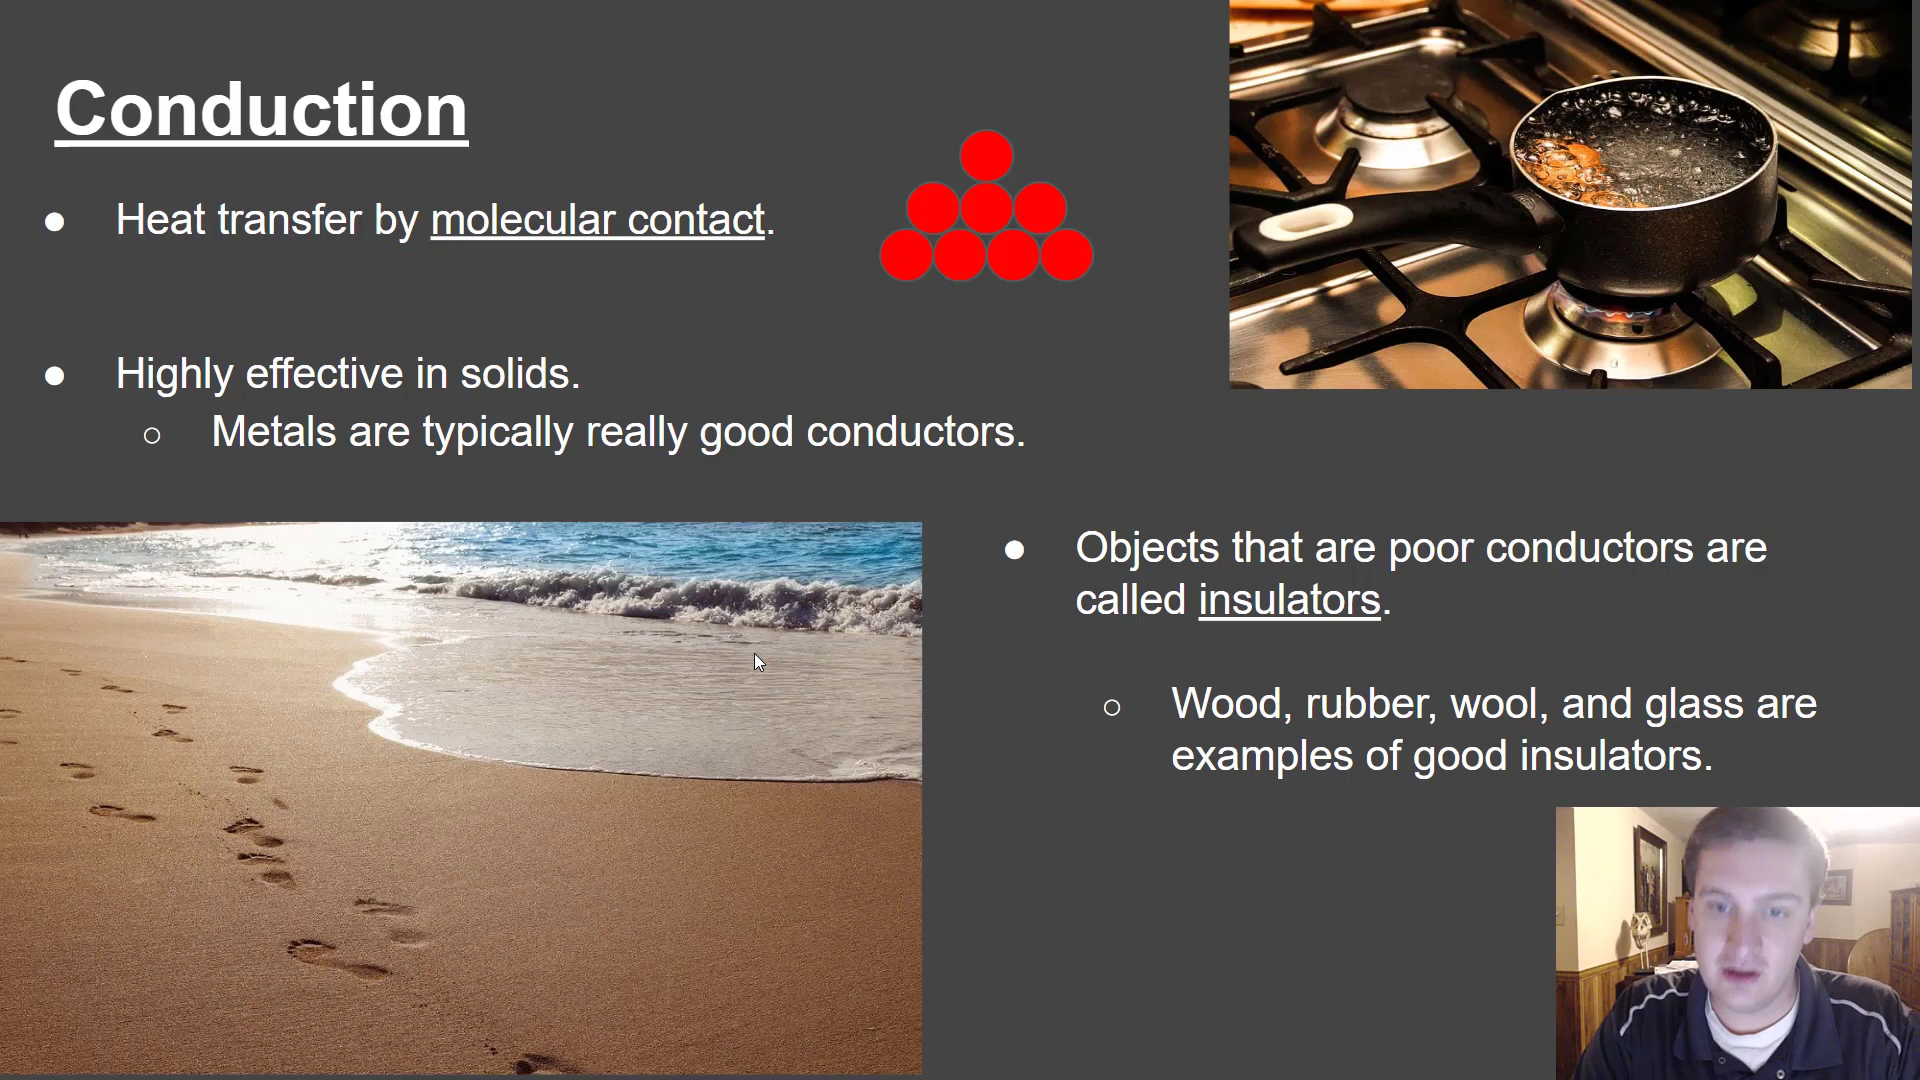 Conduction
● Heat transfer by molecular contact.
● Highly effective in solids.
○ Metals are typically really good conductors.
● Objects that are poor conductors are
called insulators.
○ Wood, rubber, wool, and glass are
examples of good insulators.